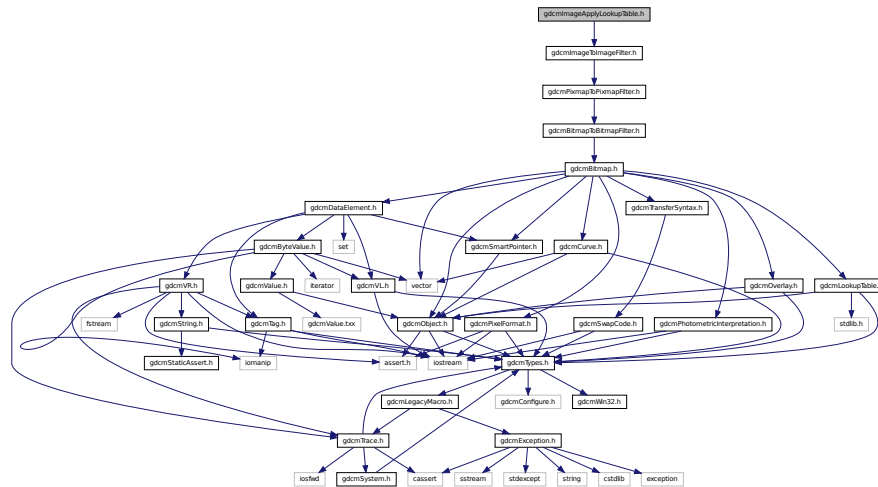 gdcmImageApplyLookupTable.h
gdcmImageToImageFilter.h
gdcmPixmapToPixmapFilter.h
gdcmBitmapToBitmapFilter.h
gdcmBitmap.h
gdcmDataElement.h
gdcmTransferSyntax.h
gdcmByteValue.h
set
gdcmSmartPointer.h
gdcmCurve.h
gdcmVR.h
gdcmValue.h
iterator
gdcmVL.h
vector
gdcmOverlay.h
gdcmLookupTable.
fstream
gdcmString.h
gdcmTag.h
gdcmValue.txx
gdcmObject.h
gdcmPixelFormat.h
gdcmSwapCode.h
gdcmPhotometricInterpretation.h
stdlib.h
gdcmStaticAssert.h
iomanip
assert.h
iostream
gdcmTypes.h
gdcmLegacyMacro.h
gdcmConfigure.h
gdcmWin32.h
gdcmTrace.h
gdcmException.h
iosfwd
gdcmSystem.h
cassert
sstream
stdexcept
string
cstdlib
exception